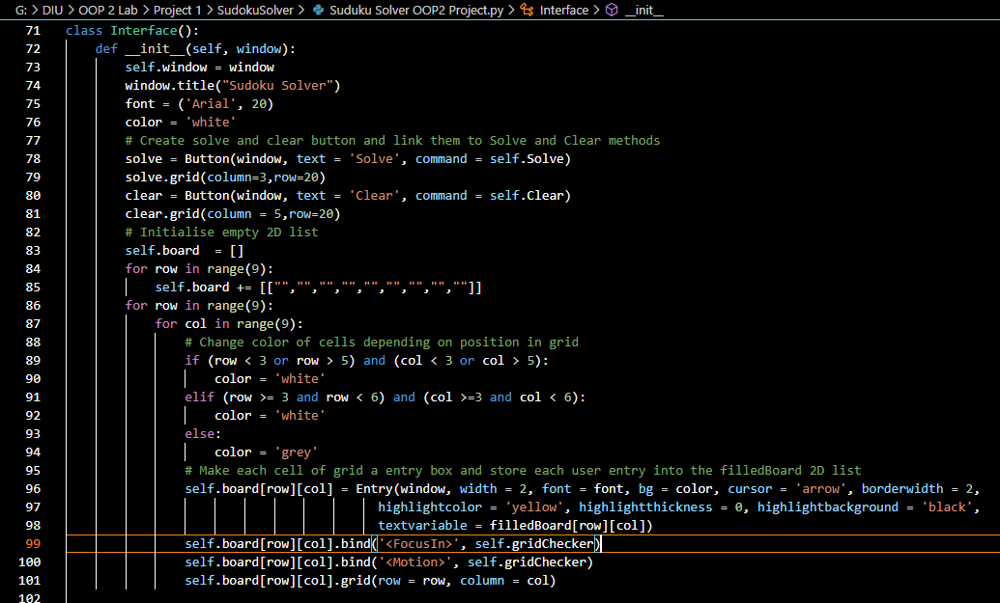 G: > DIU > OOP 2 Lab > Project 1 > SudokuSolver > Suduku Solver OOP2 Project.py > Interface > __init__
71 class Interface():
72     def __init__(self, window):
73         self.window = window
74         window.title("Sudoku Solver")
75         font = ('Arial', 20)
76         color = 'white'
77         # Create solve and clear button and link them to Solve and Clear methods
78         solve = Button(window, text = 'Solve', command = self.Solve)
79         solve.grid(column=3,row=20)
80         clear = Button(window, text = 'Clear', command = self.Clear)
81         clear.grid(column = 5,row=20)
82         # Initialise empty 2D list
83         self.board  = []
84         for row in range(9):
85             self.board += [["","","","","","","","",""]]
86         for row in range(9):
87             for col in range(9):
88                 # Change color of cells depending on position in grid
89                 if (row < 3 or row > 5) and (col < 3 or col > 5):
90                     color = 'white'
91                 elif (row >= 3 and row < 6) and (col >=3 and col < 6):
92                     color = 'white'
93                 else:
94                     color = 'grey'
95                 # Make each cell of grid a entry box and store each user entry into the filledBoard 2D list
96                 self.board[row][col] = Entry(window, width = 2, font = font, bg = color, cursor = 'arrow', borderwidth = 2,
97                                           highlightcolor = 'yellow', highlightthickness = 0, highlightbackground = 'black',
98                                           textvariable = filledBoard[row][col])
99                 self.board[row][col].bind('<FocusIn>', self.gridChecker)
100                 self.board[row][col].bind('<Motion>', self.gridChecker)
101                 self.board[row][col].grid(row = row, column = col)
102